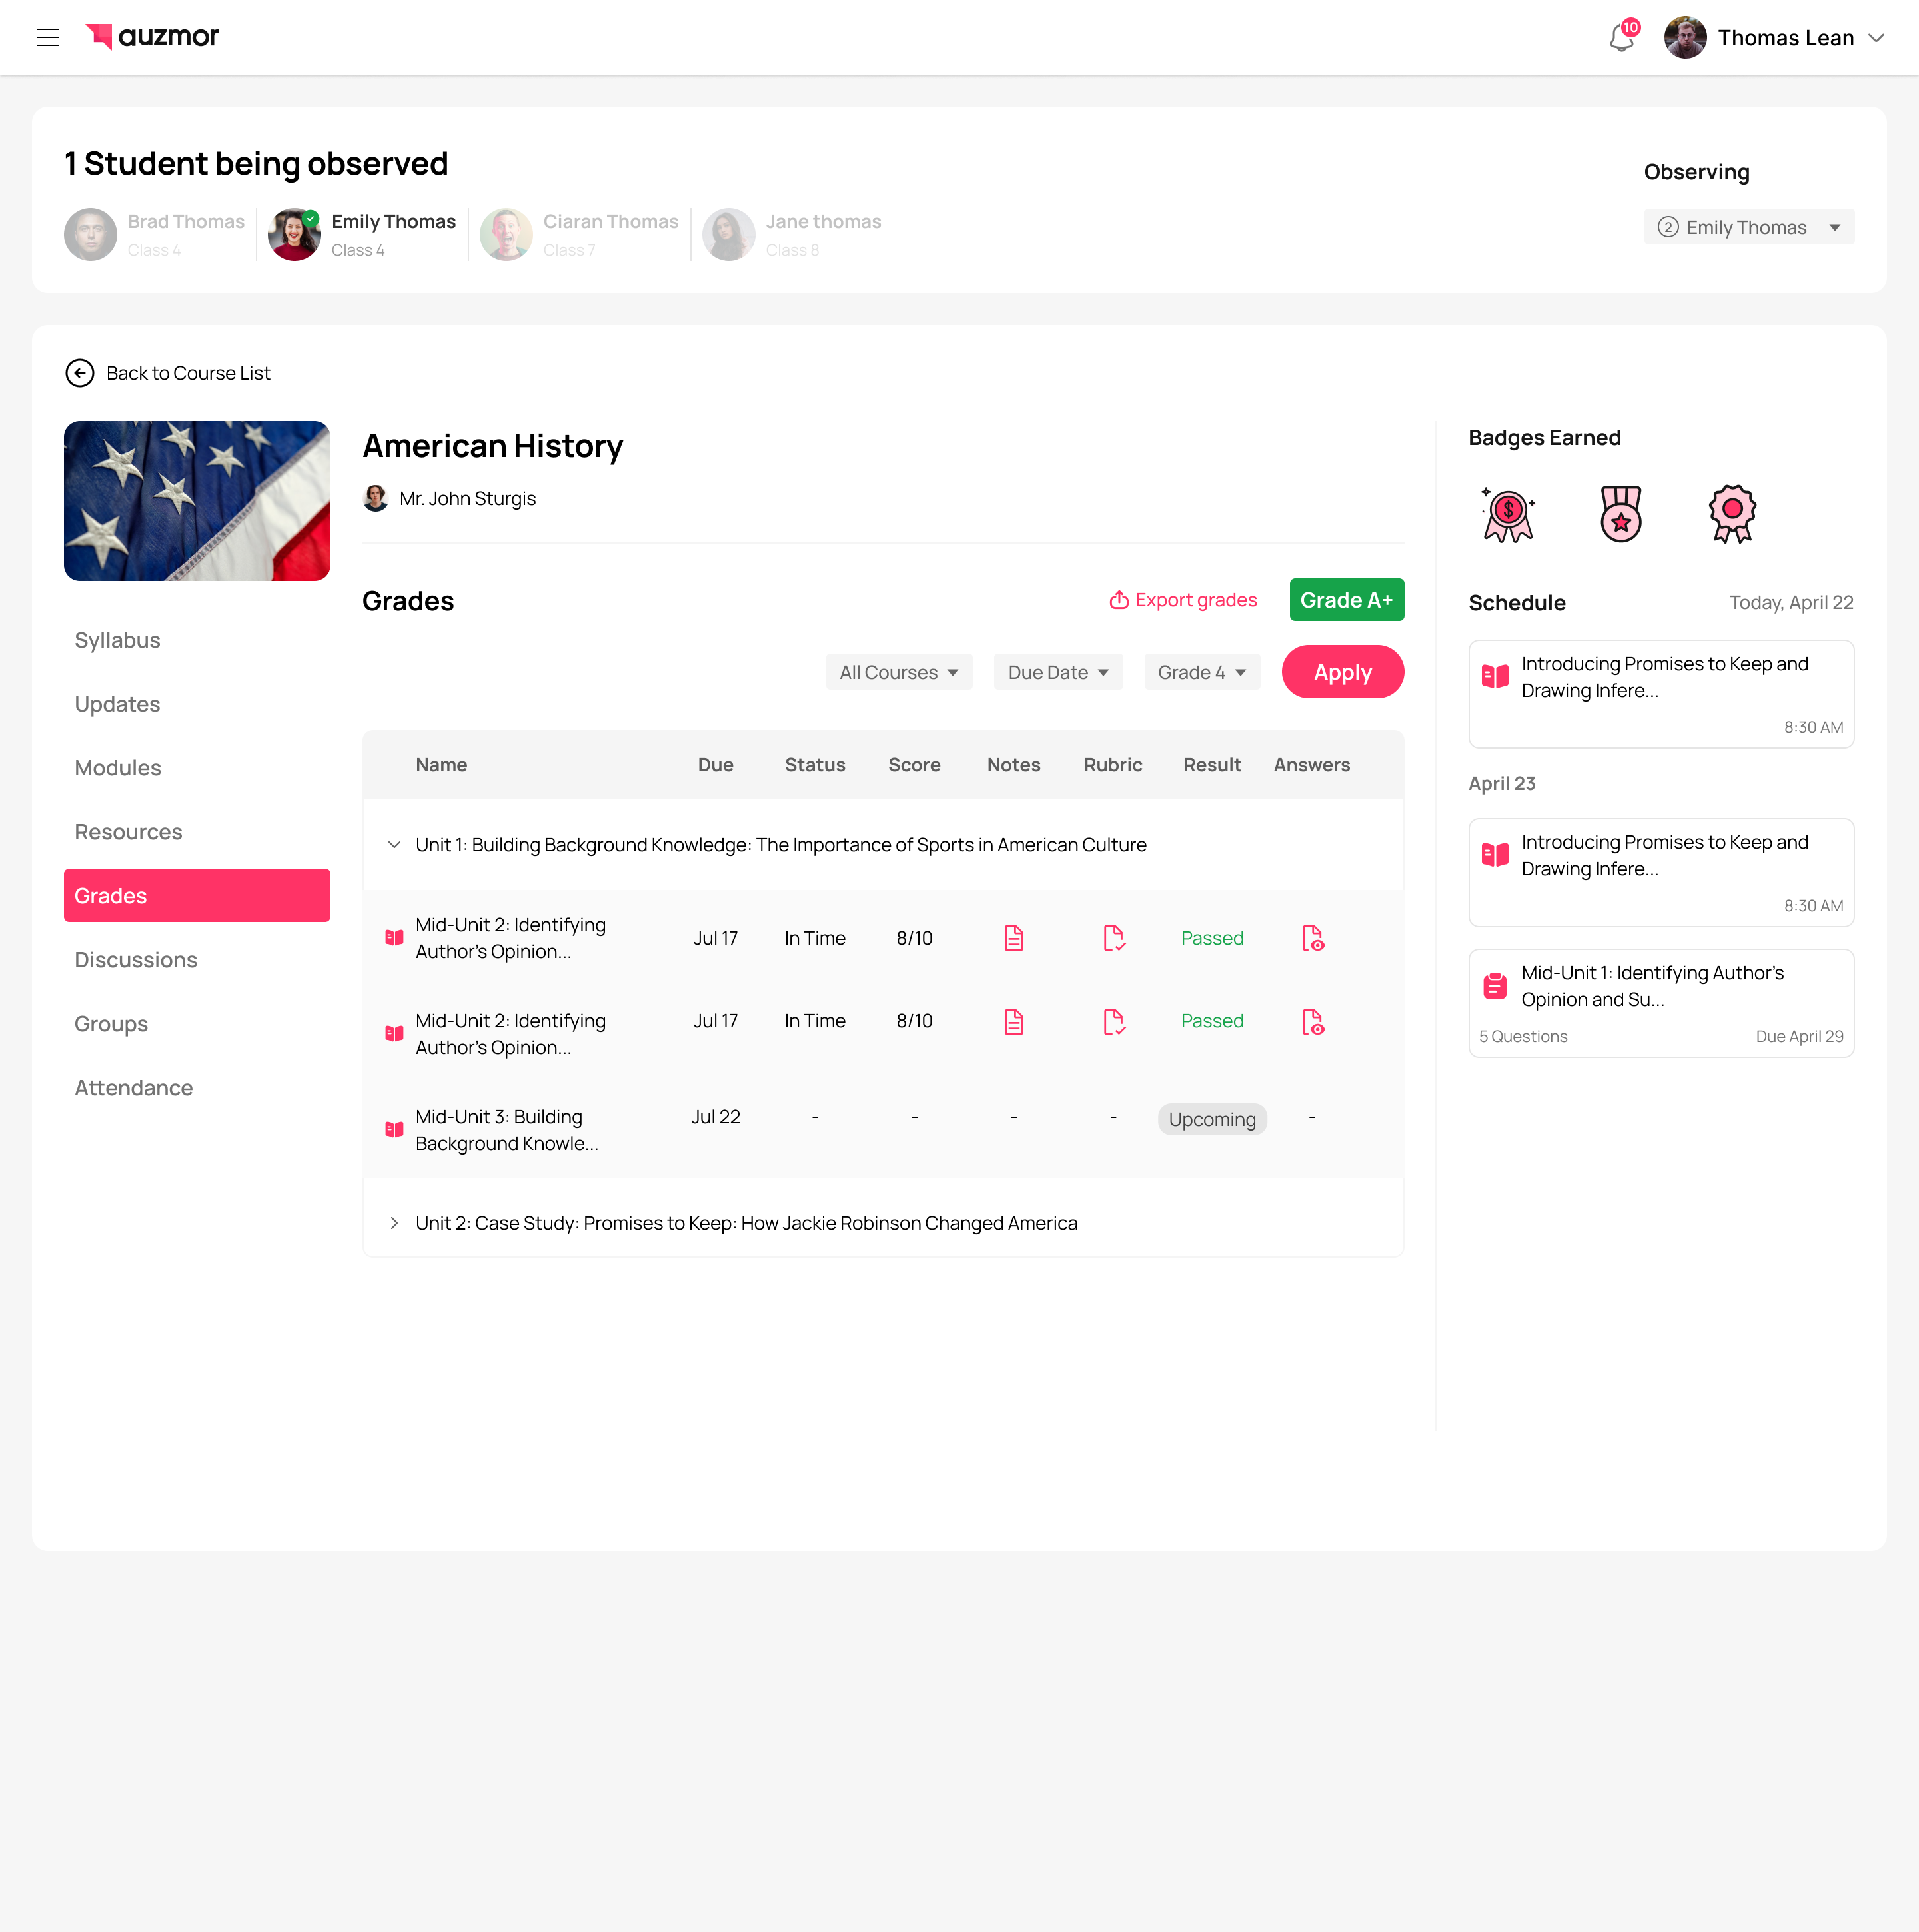 auzmor
10
Thomas Lean
1 Student being observed
Observing
Brad Thomas
Class 4
Emily Thomas
Class 4
Ciaran Thomas
Class 7
Jane thomas
Class 8
2 Emily Thomas
Back to Course List
American History
Mr. John Sturgis
Syllabus
Updates
Modules
Resources
Grades
Discussions
Groups
Attendance
Grades
Export grades
Grade A+
All Courses
Due Date
Grade 4
Apply
Name Due Status Score Notes Rubric Result Answers
Unit 1: Building Background Knowledge: The Importance of Sports in American Culture
Mid-Unit 2: Identifying
Author's Opinion...
Jul 17 In Time 8/10 Passed
Mid-Unit 2: Identifying
Author's Opinion...
Jul 17 In Time 8/10 Passed
Mid-Unit 3: Building
Background Knowle...
Jul 22 - - - - Upcoming -
Unit 2: Case Study: Promises to Keep: How Jackie Robinson Changed America
Badges Earned
$
Schedule
Today, April 22
Introducing Promises to Keep and
Drawing Infere...
8:30 AM
April 23
Introducing Promises to Keep and
Drawing Infere...
8:30 AM
Mid-Unit 1: Identifying Author's
Opinion and Su...
5 Questions
Due April 29